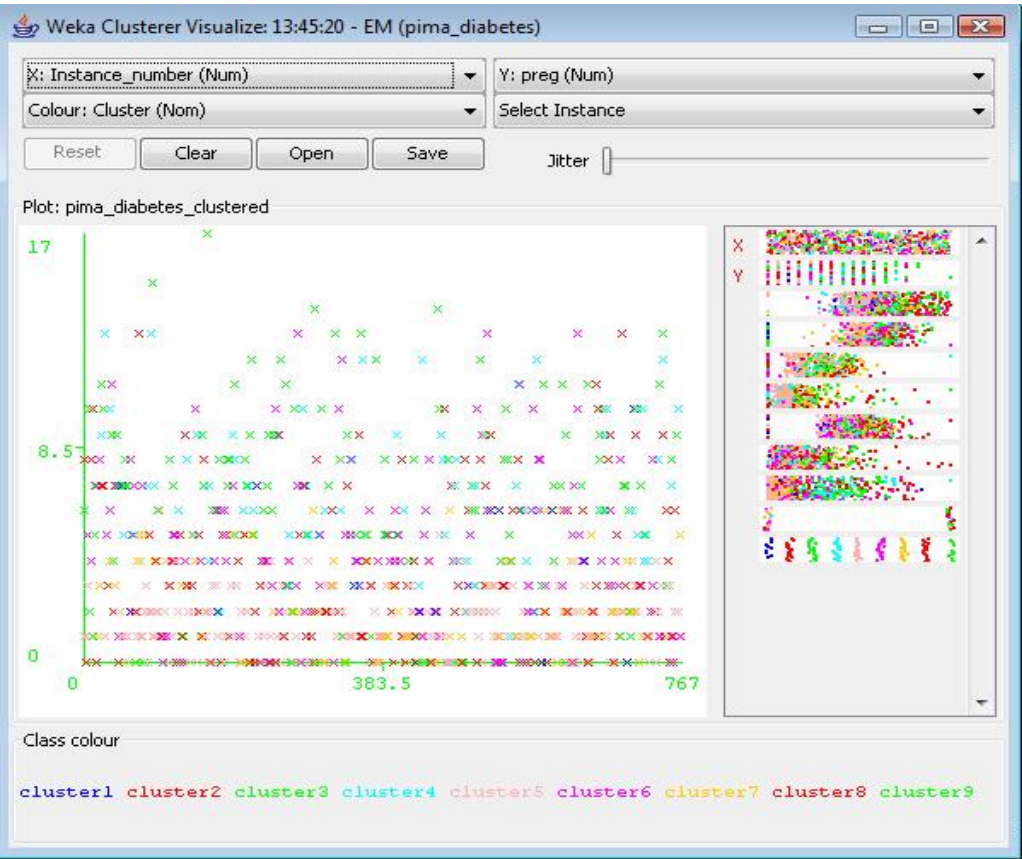 Weka Clusterer Visualize: 13:45:20 - EM (pima_diabetes)
X: Instance_number (Num)
Y: preg (Num)
Colour: Cluster (Nom)
Select Instance
Reset
Clear
Open
Save
Jitter
Plot: pima_diabetes_clustered
17
8.5
0
0
383.5
767
X
Y
Class colour
cluster1 cluster2 cluster3 cluster4 cluster5 cluster6 cluster7 cluster8 cluster9